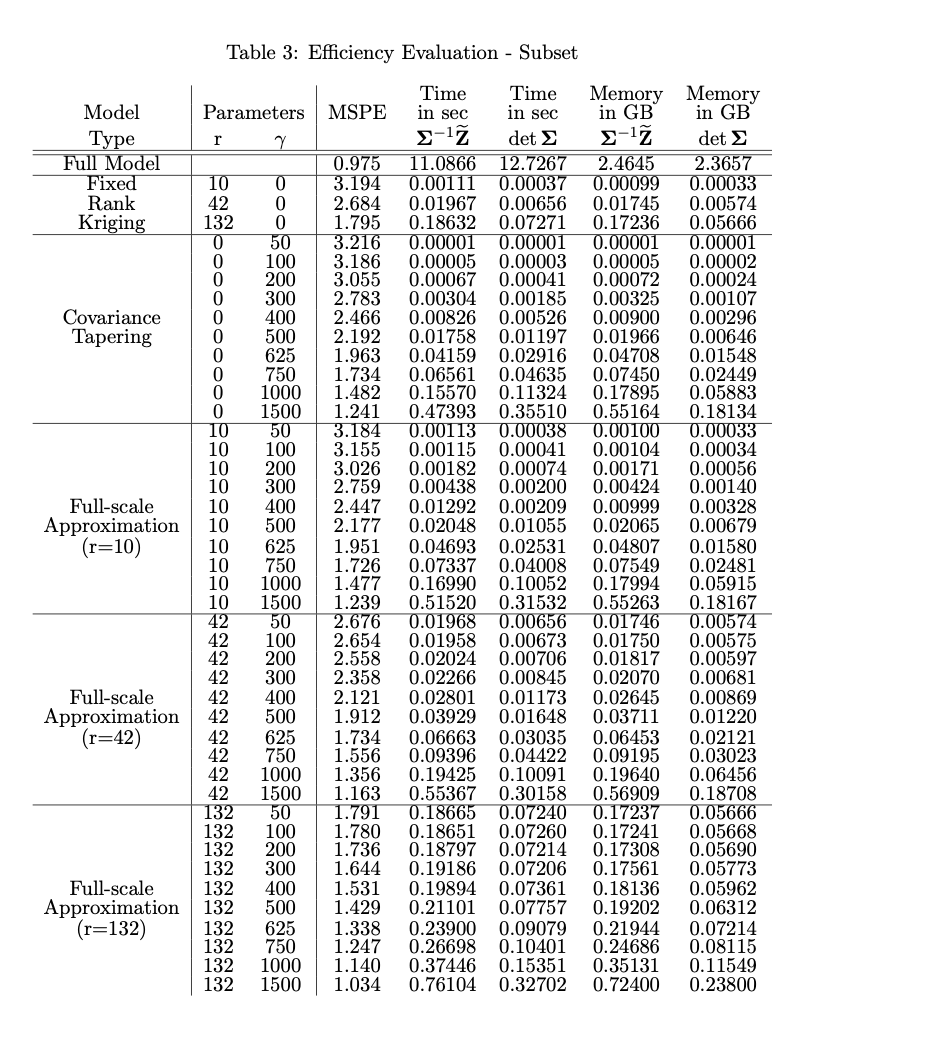 Table 3: Efficiency Evaluation - Subset
Time Time Memory Memory
Model Parameters MSPE in sec in sec in GB in GB
Type r γ Σ⁻¹Z̃ det Σ Σ⁻¹Z̃ det Σ
Full Model 0.975 11.0866 12.7267 2.4645 2.3657
Fixed 10 0 3.194 0.00111 0.00037 0.00099 0.00033
Rank 42 0 2.684 0.01967 0.00656 0.01745 0.00574
Kriging 132 0 1.795 0.18632 0.07271 0.17236 0.05666
0 50 3.216 0.00001 0.00001 0.00001 0.00001
0 100 3.186 0.00005 0.00003 0.00005 0.00002
0 200 3.055 0.00067 0.00041 0.00072 0.00024
0 300 2.783 0.00304 0.00185 0.00325 0.00107
Covariance 0 400 2.466 0.00826 0.00526 0.00900 0.00296
Tapering 0 500 2.192 0.01758 0.01197 0.01966 0.00646
0 625 1.963 0.04159 0.02916 0.04708 0.01548
0 750 1.734 0.06561 0.04635 0.07450 0.02449
0 1000 1.482 0.15570 0.11324 0.17895 0.05883
0 1500 1.241 0.47393 0.35510 0.55164 0.18134
10 50 3.184 0.00113 0.00038 0.00100 0.00033
10 100 3.155 0.00115 0.00041 0.00104 0.00034
10 200 3.026 0.00182 0.00074 0.00171 0.00056
10 300 2.759 0.00438 0.00200 0.00424 0.00140
Full-scale 10 400 2.447 0.01292 0.00209 0.00999 0.00328
Approximation 10 500 2.177 0.02048 0.01055 0.02065 0.00679
(r=10) 10 625 1.951 0.04693 0.02531 0.04807 0.01580
10 750 1.726 0.07337 0.04008 0.07549 0.02481
10 1000 1.477 0.16990 0.10052 0.17994 0.05915
10 1500 1.239 0.51520 0.31532 0.55263 0.18167
42 50 2.676 0.01968 0.00656 0.01746 0.00574
42 100 2.654 0.01958 0.00673 0.01750 0.00575
42 200 2.558 0.02024 0.00706 0.01817 0.00597
42 300 2.358 0.02266 0.00845 0.02070 0.00681
Full-scale 42 400 2.121 0.02801 0.01173 0.02645 0.00869
Approximation 42 500 1.912 0.03929 0.01648 0.03711 0.01220
(r=42) 42 625 1.734 0.06663 0.03035 0.06453 0.02121
42 750 1.556 0.09396 0.04422 0.09195 0.03023
42 1000 1.356 0.19425 0.10091 0.19640 0.06456
42 1500 1.163 0.55367 0.30158 0.56909 0.18708
132 50 1.791 0.18665 0.07240 0.17237 0.05666
132 100 1.780 0.18651 0.07260 0.17241 0.05668
132 200 1.736 0.18797 0.07214 0.17308 0.05690
132 300 1.644 0.19186 0.07206 0.17561 0.05773
Full-scale 132 400 1.531 0.19894 0.07361 0.18136 0.05962
Approximation 132 500 1.429 0.21101 0.07757 0.19202 0.06312
(r=132) 132 625 1.338 0.23900 0.09079 0.21944 0.07214
132 750 1.247 0.26698 0.10401 0.24686 0.08115
132 1000 1.140 0.37446 0.15351 0.35131 0.11549
132 1500 1.034 0.76104 0.32702 0.72400 0.23800